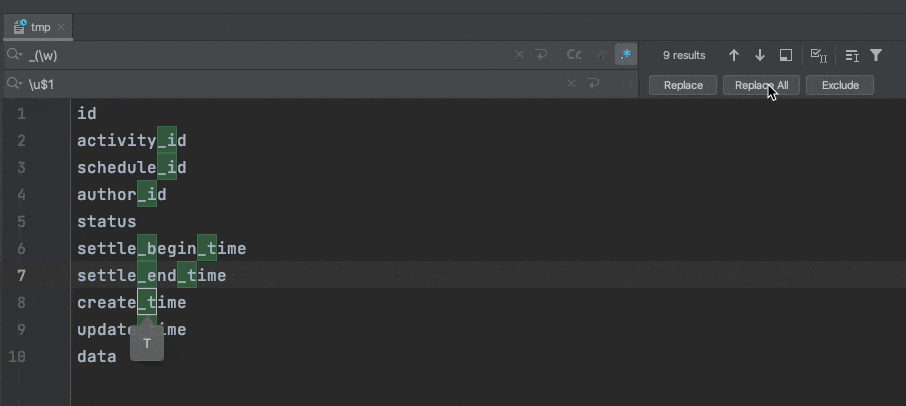 tmp
_(\w)
Cc
.*
9 results
\u$1
Replace
Replace All
Exclude
1 id
2 activity_id
3 schedule_id
4 author_id
5 status
6 settle_begin_time
7 settle_end_time
8 create_time
9 update ime
T
10 data